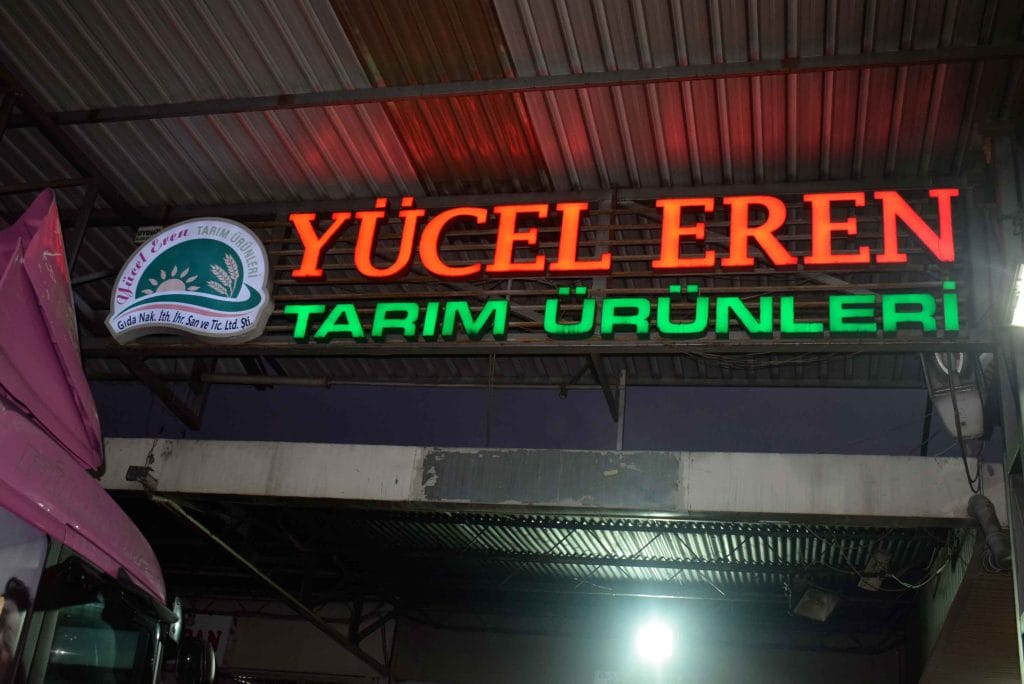 YÜCEL EREN
TARIM ÜRÜNLERİ
Yücel Eren TARIM ÜRÜNLERİ
Gıda Nak. İth. İhr. San ve Tic. Ltd. Şti.